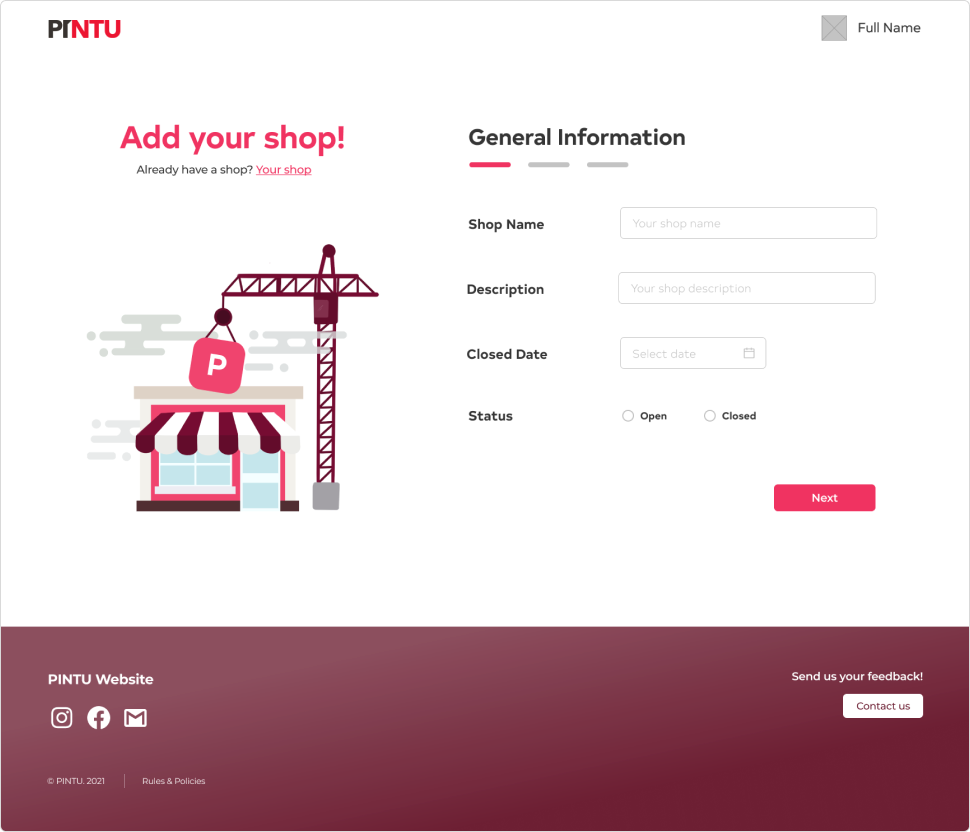 PINTU
Full Name
Add your shop!
Already have a shop? Your shop
P
General Information
Shop Name
Your shop name
Description
Your shop description
Closed Date
Select date
Status
Open
Closed
Next
PINTU Website
Send us your feedback!
Contact us
© PINTU. 2021
Rules & Policies